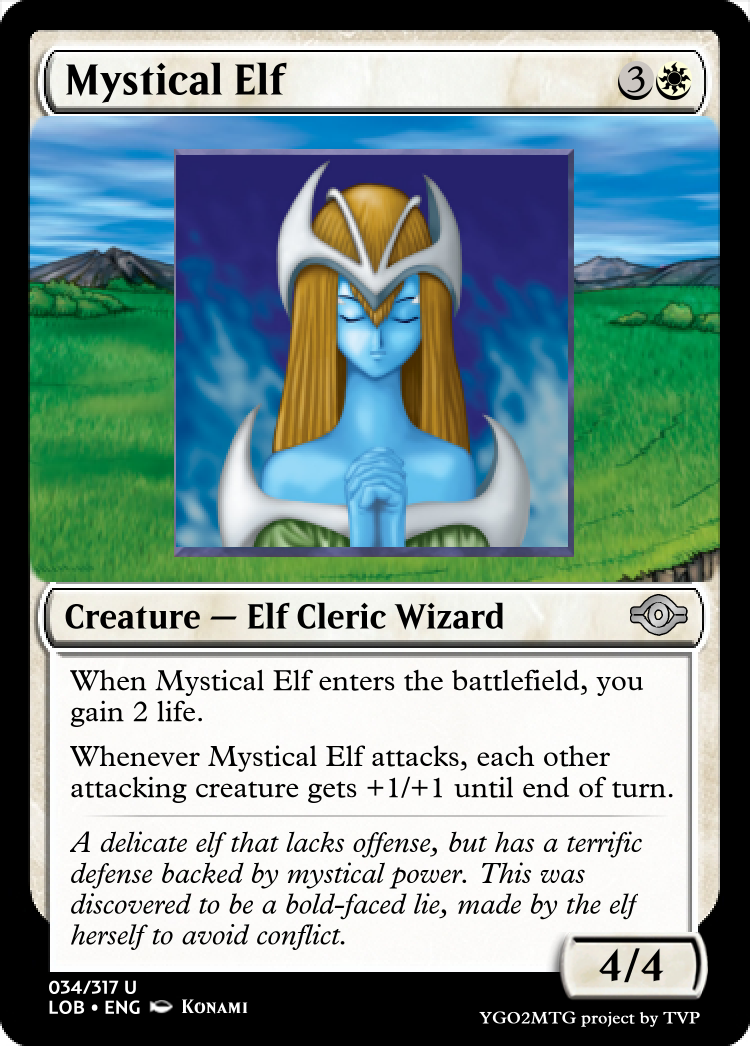 Mystical Elf 3
Creature — Elf Cleric Wizard
When Mystical Elf enters the battlefield, you
gain 2 life.
Whenever Mystical Elf attacks, each other
attacking creature gets +1/+1 until end of turn.
A delicate elf that lacks offense, but has a terrific
defense backed by mystical power. This was
discovered to be a bold-faced lie, made by the elf
herself to avoid conflict.
4/4
034/317 U
LOB • ENG KONAMI
YGO2MTG project by TVP